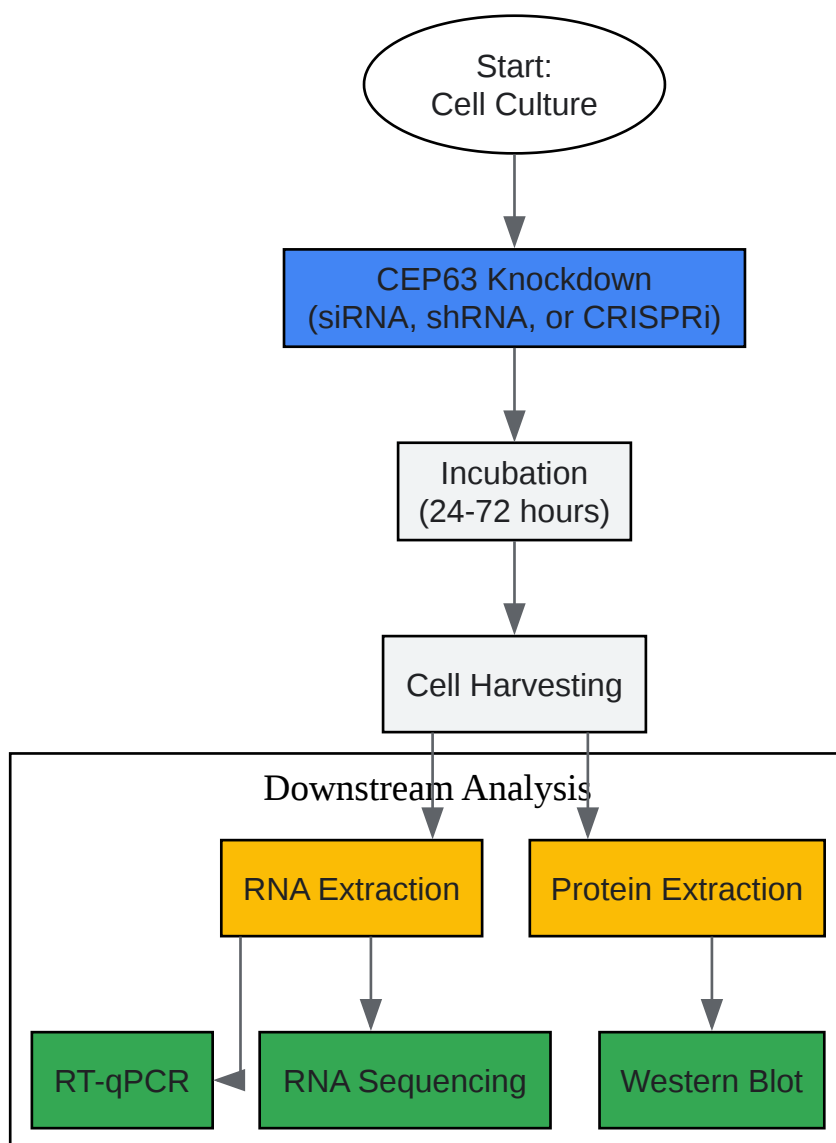 Start:
Cell Culture
CEP63 Knockdown
(siRNA, shRNA, or CRISPRi)
Incubation
(24-72 hours)
Cell Harvesting
Downstream Analysis
RNA Extraction
Protein Extraction
RT-qPCR
RNA Sequencing
Western Blot